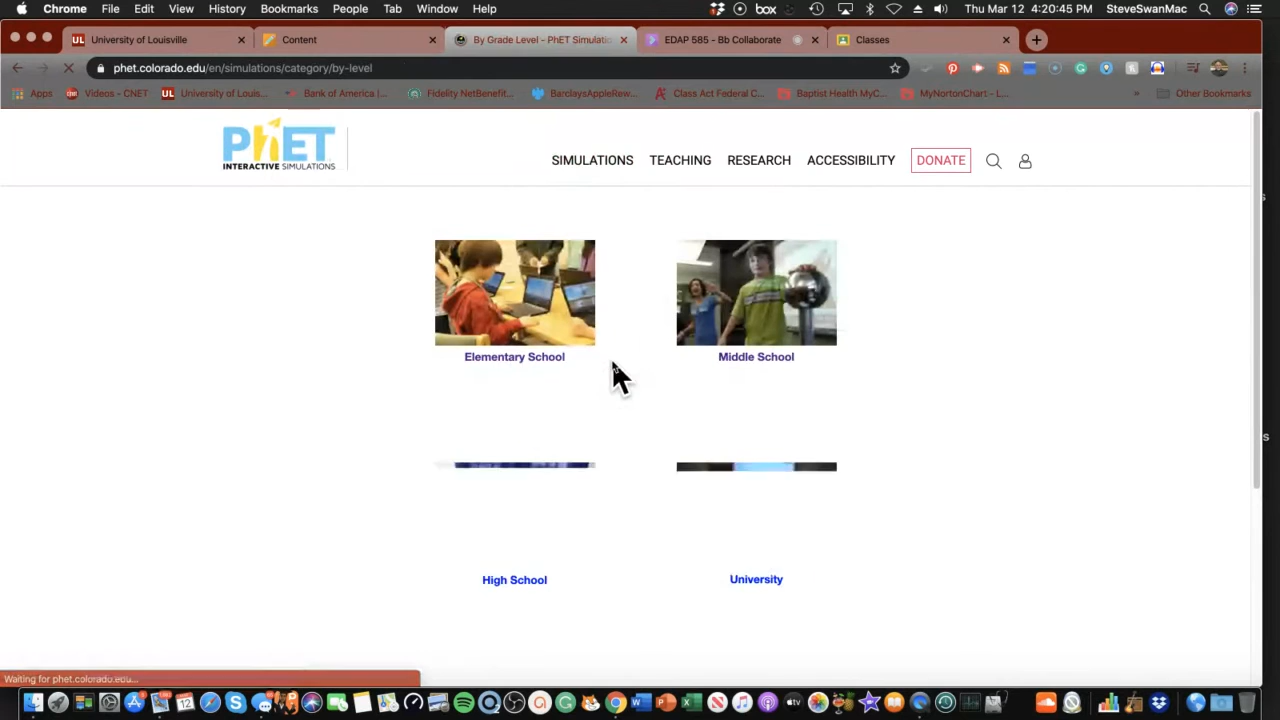 Chrome File Edit View History Bookmarks People Tab Window Help box Thu Mar 12 4:20:45 PM SteveSwanMac
University of Louisville Content By Grade Level - PhET Simulatio EDAP 585 - Bb Collaborate Classes
phet.colorado.edu/en/simulations/category/by-level
Apps Videos - CNET University of Louis... Bank of America |... Fidelity NetBenefit... BarclaysAppleRew... Class Act Federal C... Baptist Health MyC... MyNortonChart - L... » Other Bookmarks
PhET
INTERACTIVE SIMULATIONS
SIMULATIONS TEACHING RESEARCH ACCESSIBILITY DONATE
Elementary School Middle School
High School University
Waiting for phet.colorado.edu...